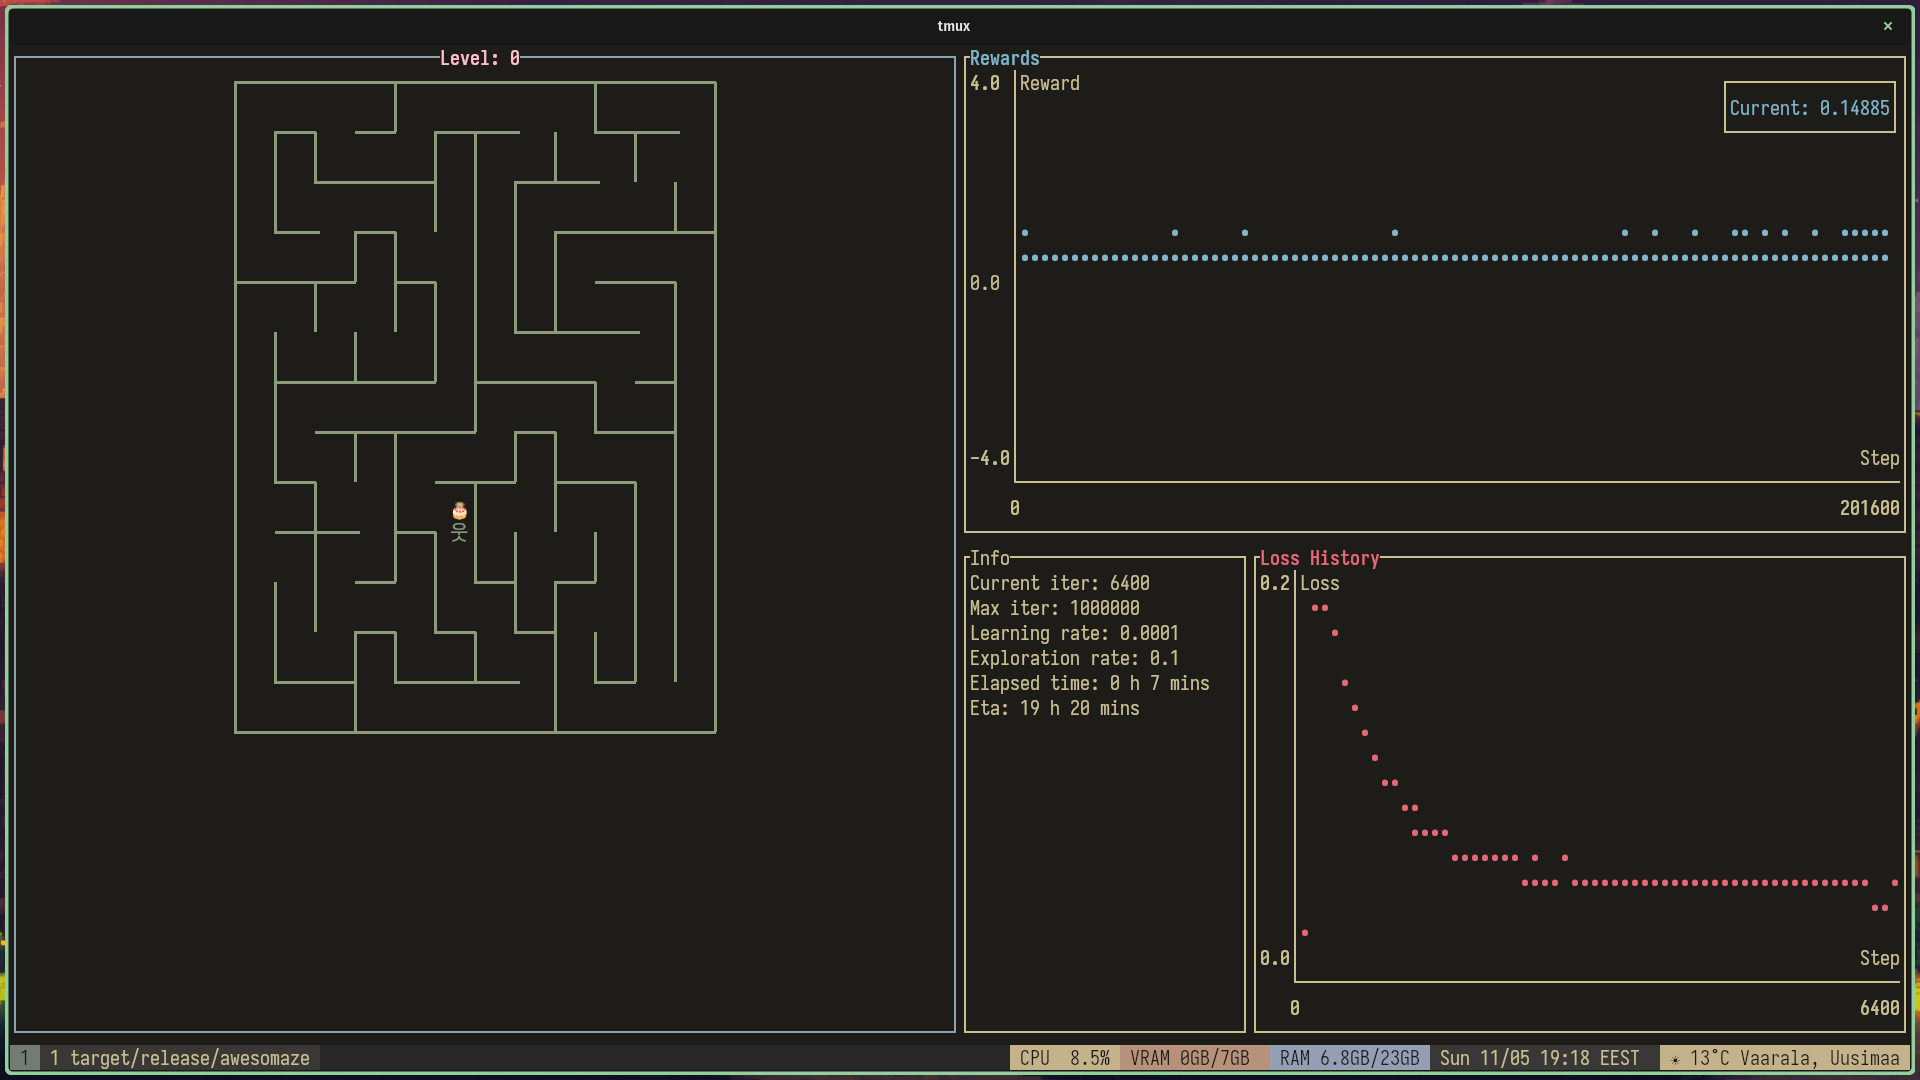 tmux
×
Level: 0
Rewards
4.0
Reward
Current: 0.14885
0.0
-4.0
Step
0
201600
Info
Current iter: 6400
Max iter: 1000000
Learning rate: 0.0001
Exploration rate: 0.1
Elapsed time: 0 h 7 mins
Eta: 19 h 20 mins
Loss History
0.2
Loss
0.0
Step
0
6400
1 1 target/release/awesomaze
CPU 8.5% VRAM 0GB/7GB RAM 6.8GB/23GB Sun 11/05 19:18 EEST ☀ 13°C Vaarala, Uusimaa